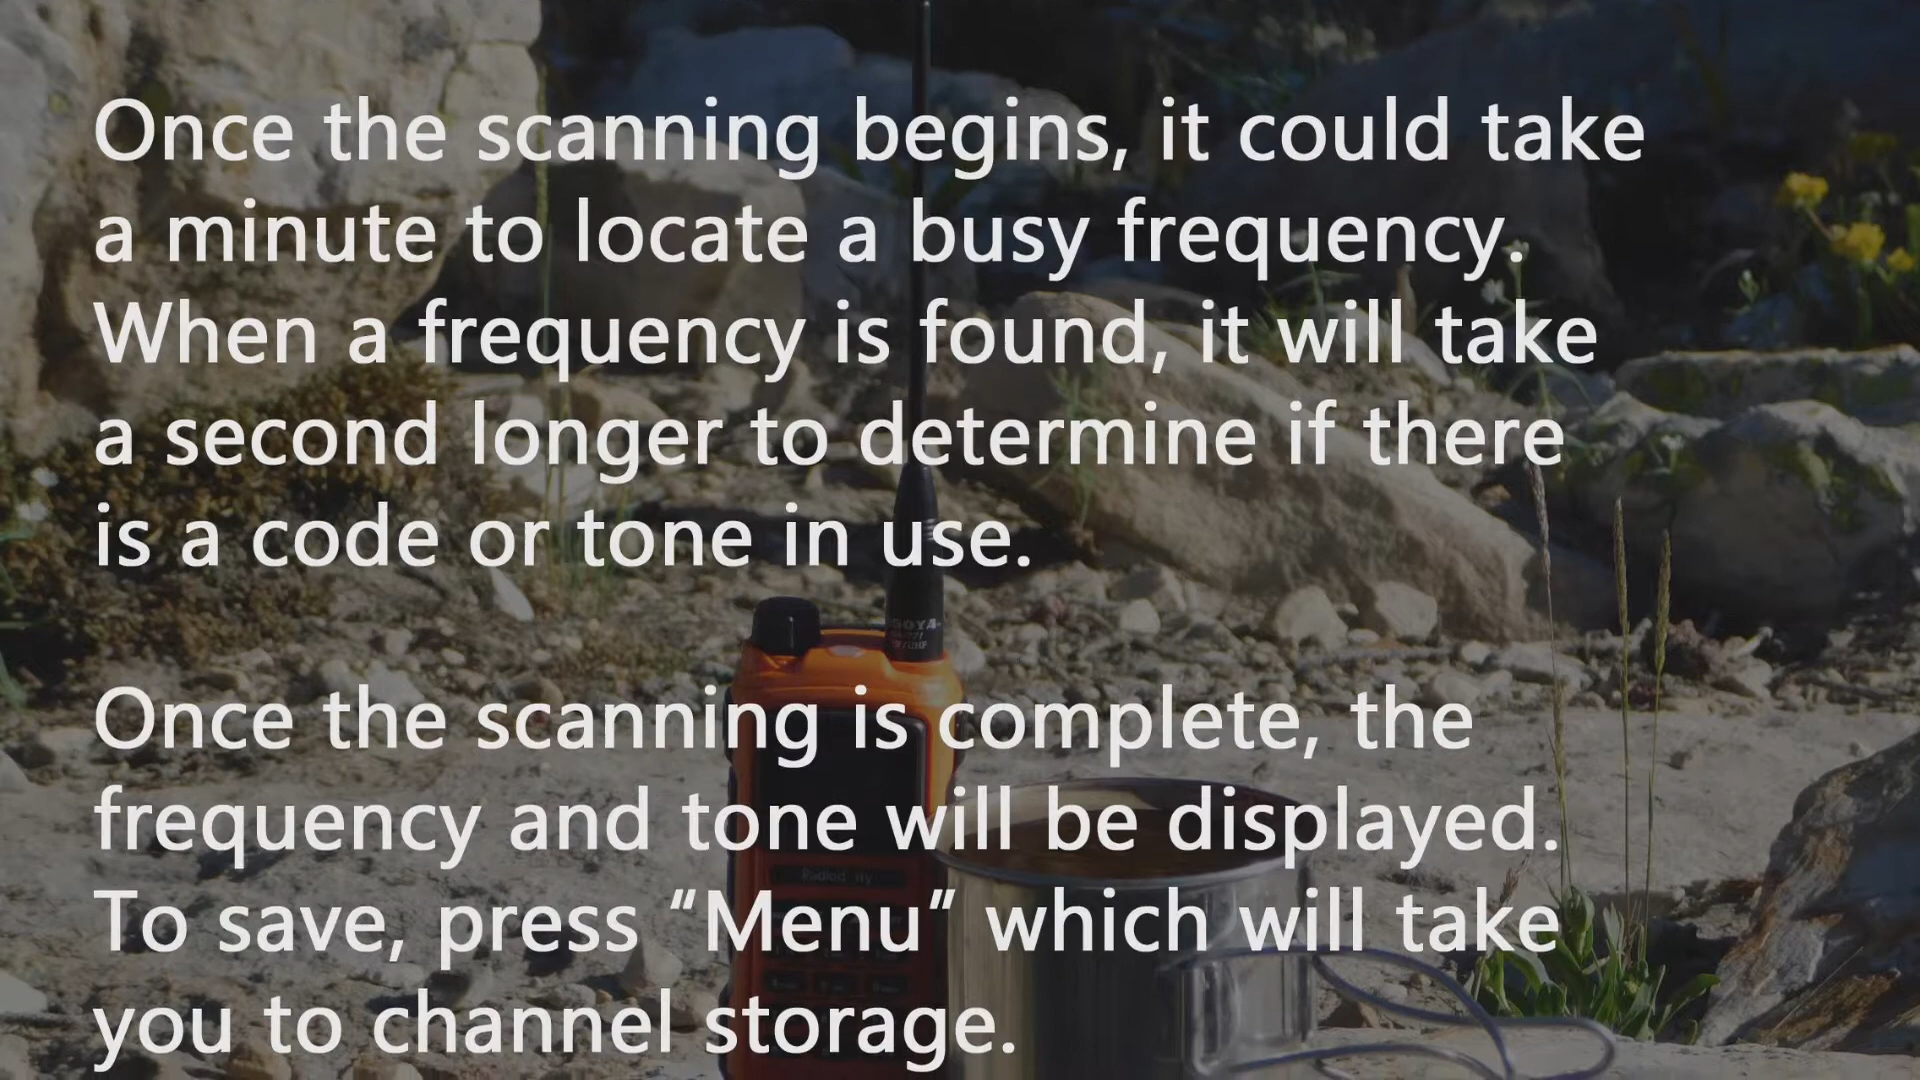 Once the scanning begins, it could take
a minute to locate a busy frequency.
When a frequency is found, it will take
a second longer to determine if there
is a code or tone in use.
Once the scanning is complete, the
frequency and tone will be displayed.
To save, press “Menu” which will take
you to channel storage.